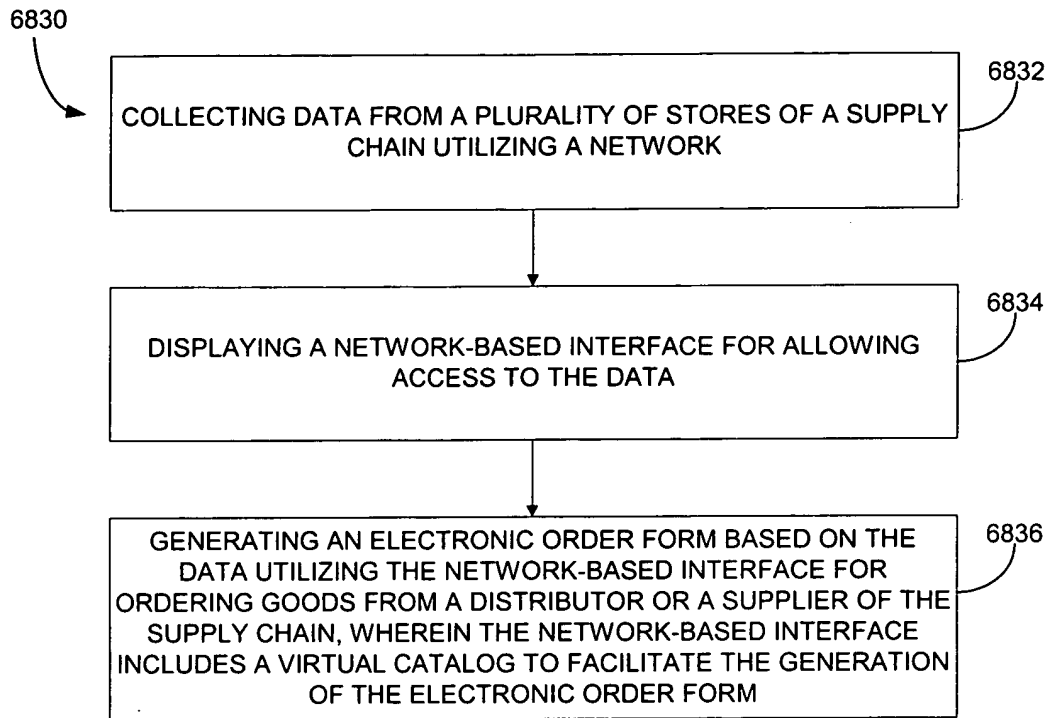 6830
6832
COLLECTING DATA FROM A PLURALITY OF STORES OF A SUPPLY
CHAIN UTILIZING A NETWORK
6834
DISPLAYING A NETWORK-BASED INTERFACE FOR ALLOWING
ACCESS TO THE DATA
6836
GENERATING AN ELECTRONIC ORDER FORM BASED ON THE
DATA UTILIZING THE NETWORK-BASED INTERFACE FOR
ORDERING GOODS FROM A DISTRIBUTOR OR A SUPPLIER OF THE
SUPPLY CHAIN, WHEREIN THE NETWORK-BASED INTERFACE
INCLUDES A VIRTUAL CATALOG TO FACILITATE THE GENERATION
OF THE ELECTRONIC ORDER FORM